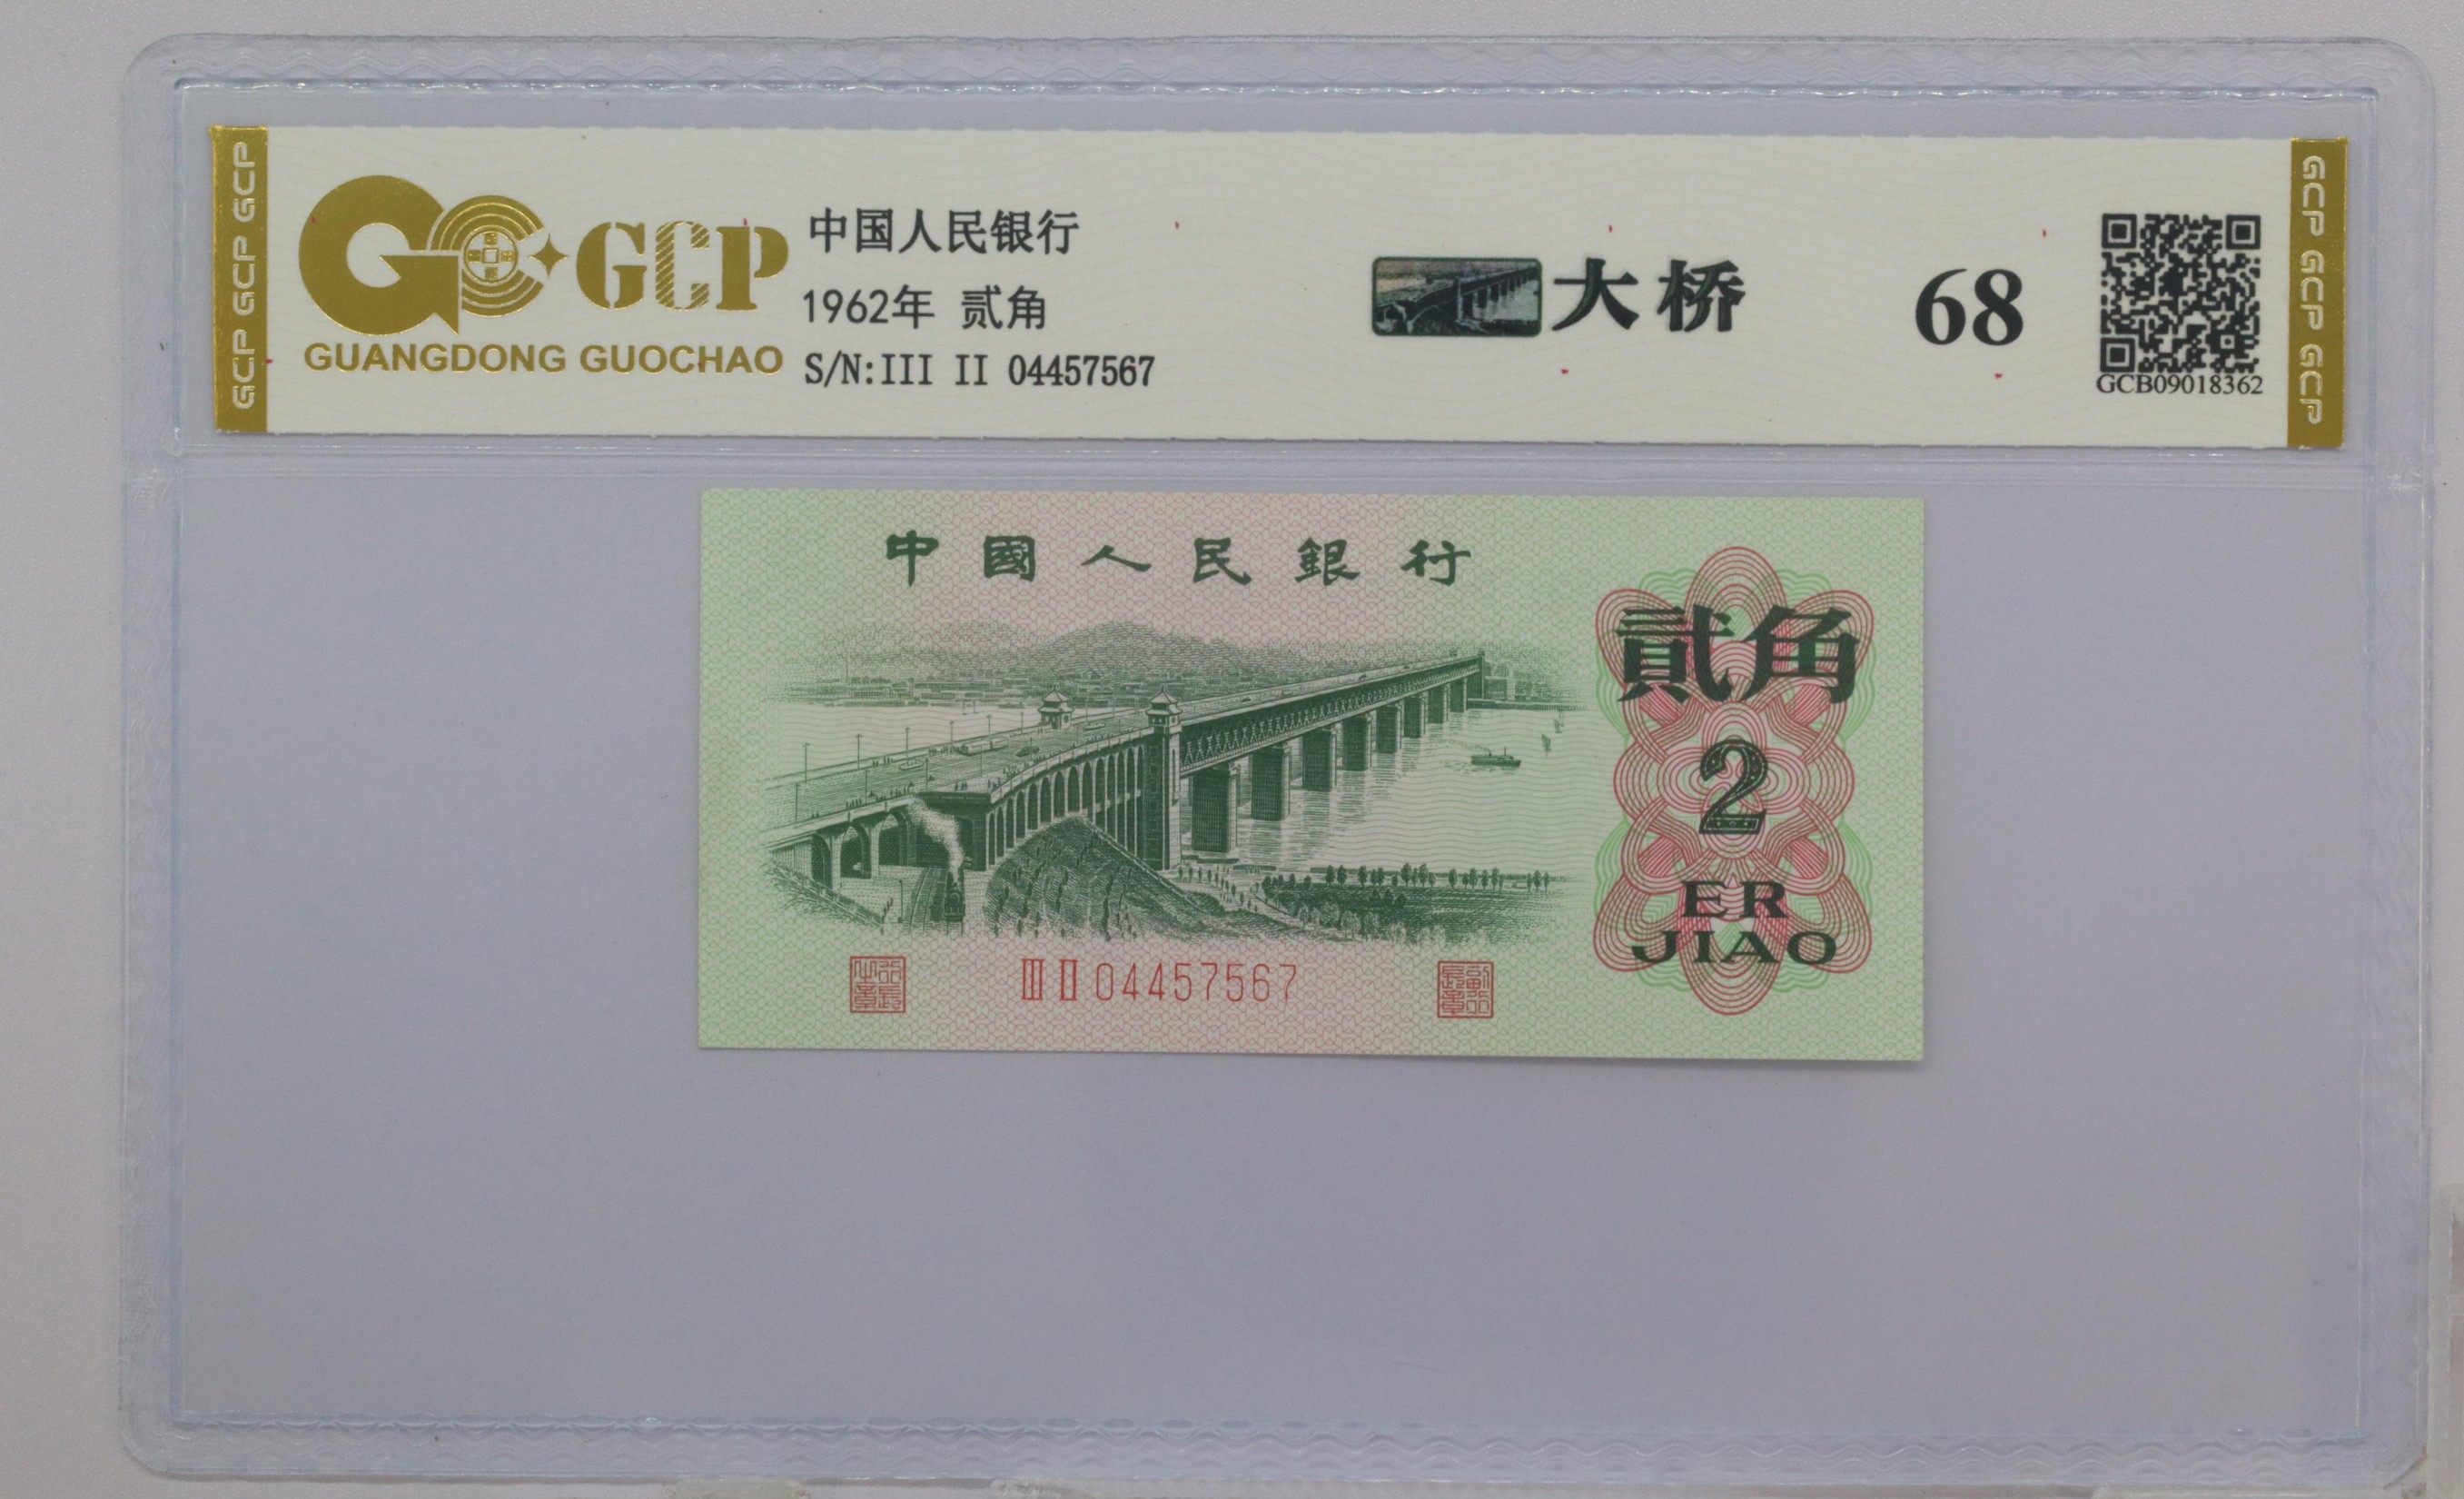 GCP GCP GCP
GCP
GUANGDONG GUOCHAO
中国人民银行
1962年 贰角
S/N:III II 04457567
大桥
68
GCB09018362
GCP GCP GCP
中國人民銀行
貳角
2
ER
JIAO
III II 04457567